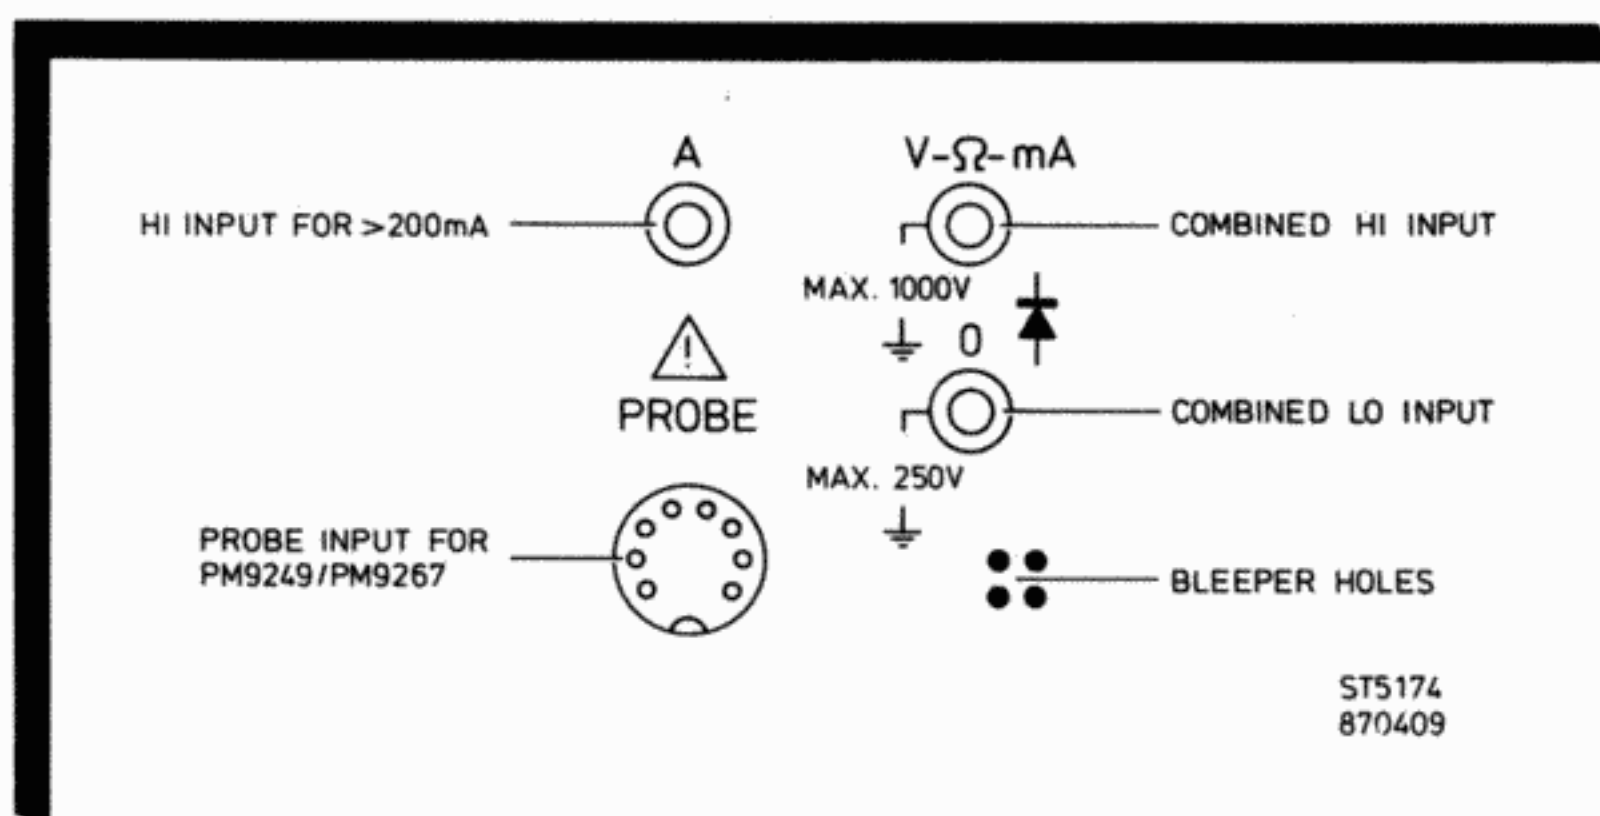 A
V-Ω-mA
HI INPUT FOR >200mA
COMBINED HI INPUT
MAX. 1000V
0
!
PROBE
COMBINED LO INPUT
MAX. 250V
PROBE INPUT FOR
PM9249/PM9267
BLEEPER HOLES
ST5174
870409